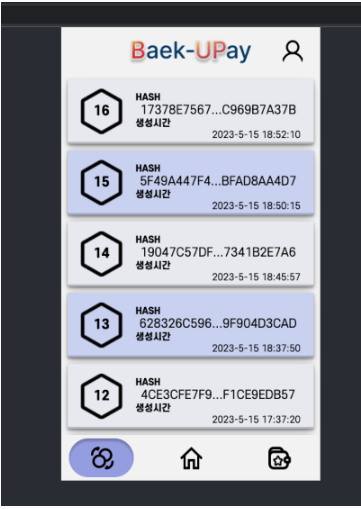 Baek-UPay
16
HASH
17378E7567...C969B7A37B
생성시간
2023-5-15 18:52:10
15
HASH
5F49A447F4...BFAD8AA4D7
생성시간
2023-5-15 18:50:15
14
HASH
19047C57DF...7341B2E7A6
생성시간
2023-5-15 18:45:57
13
HASH
628326C596...9F904D3CAD
생성시간
2023-5-15 18:37:50
12
HASH
4CE3CFE7F9...F1CE9EDB57
생성시간
2023-5-15 17:37:20